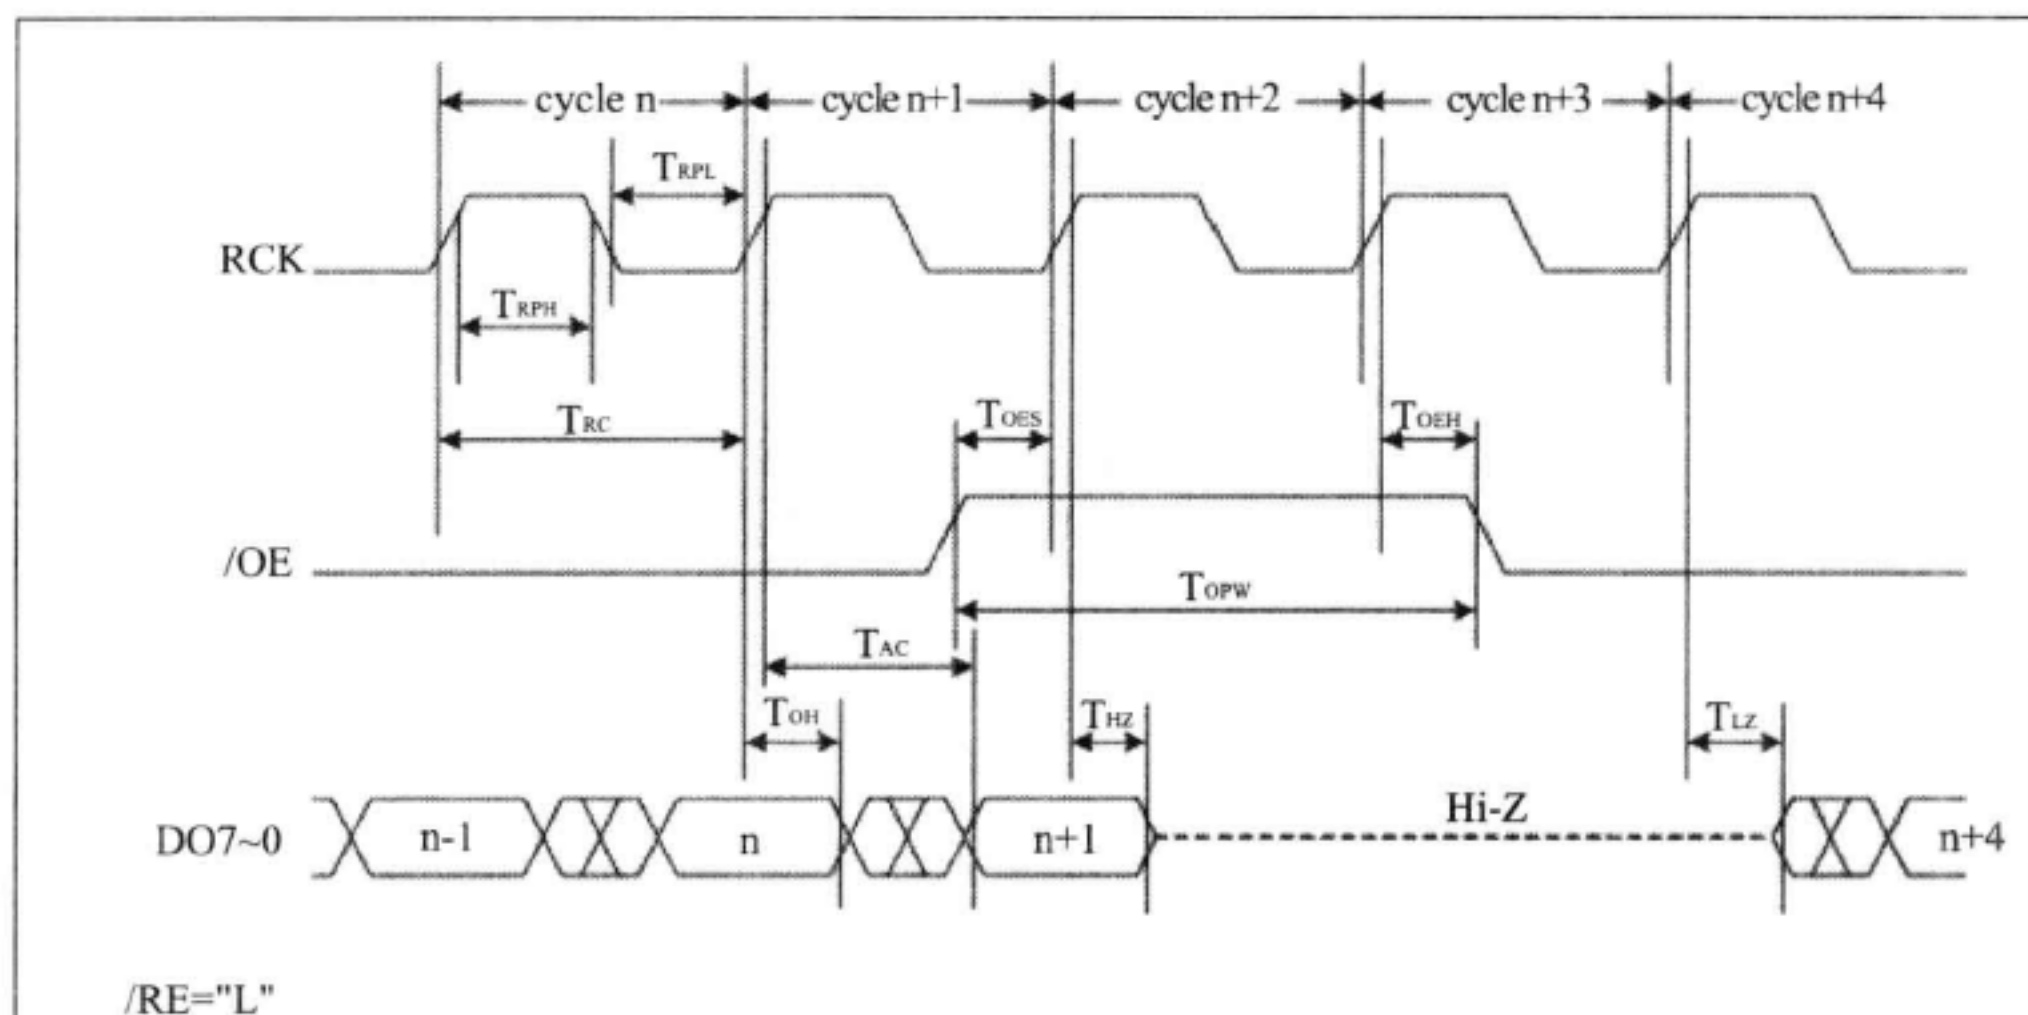 cycle n cycle n+1 cycle n+2 cycle n+3 cycle n+4
TRPL
RCK
TRPH
TRC TOES TOEH
/OE
TOPW
TAC
TOH THZ TLZ
Hi-Z
DO7~0 n-1 n n+1 n+4
/RE="L"